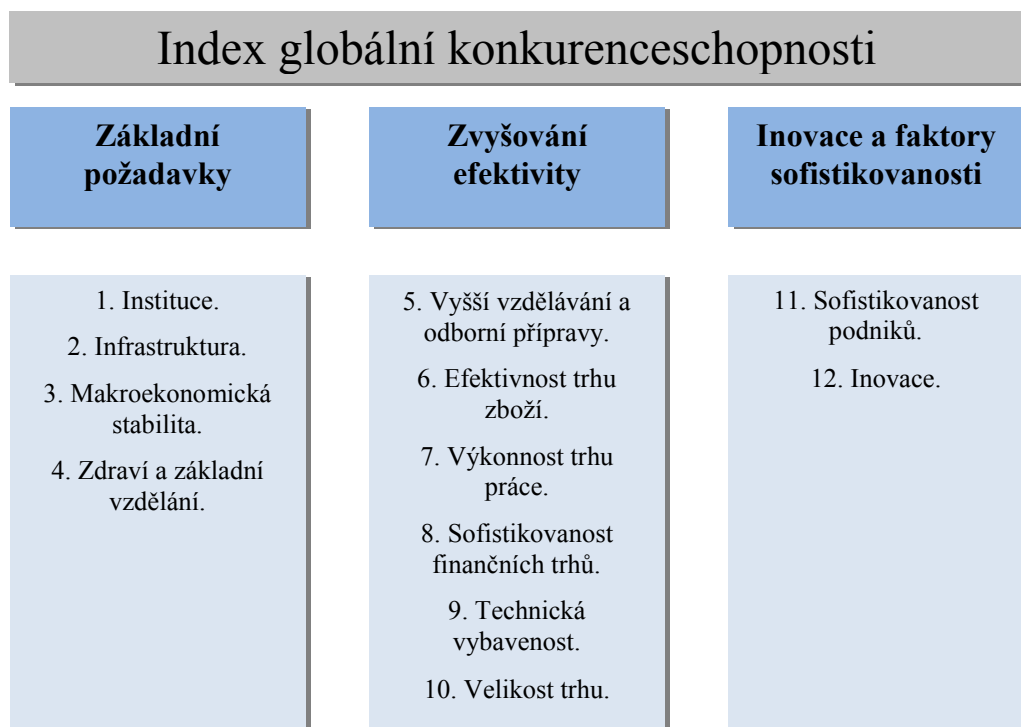 Index globální konkurenceschopnosti
Základní
požadavky
1. Instituce.
2. Infrastruktura.
3. Makroekonomická
stabilita.
4. Zdraví a základní
vzdělání.
Zvyšování
efektivity
5. Vyšší vzdělávání a
odborní přípravy.
6. Efektivnost trhu
zboží.
7. Výkonnost trhu
práce.
8. Sofistikovanost
finančních trhů.
9. Technická
vybavenost.
10. Velikost trhu.
Inovace a faktory
sofistikovanosti
11. Sofistikovanost
podniků.
12. Inovace.